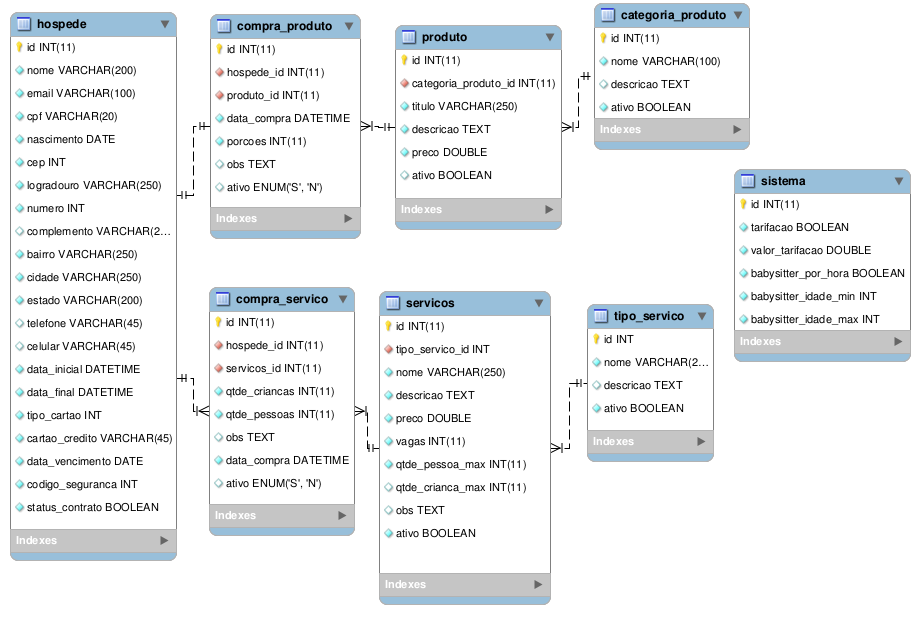 hospede
id INT(11)
nome VARCHAR(200)
email VARCHAR(100)
cpf VARCHAR(20)
nascimento DATE
cep INT
logradouro VARCHAR(250)
numero INT
complemento VARCHAR(2...
bairro VARCHAR(250)
cidade VARCHAR(250)
estado VARCHAR(200)
telefone VARCHAR(45)
celular VARCHAR(45)
data_inicial DATETIME
data_final DATETIME
tipo_cartao INT
cartao_credito VARCHAR(45)
data_vencimento DATE
codigo_seguranca INT
status_contrato BOOLEAN
Indexes
compra_produto
id INT(11)
hospede_id INT(11)
produto_id INT(11)
data_compra DATETIME
porcoes INT(11)
obs TEXT
ativo ENUM('S', 'N')
Indexes
produto
id INT(11)
categoria_produto_id INT(11)
titulo VARCHAR(250)
descricao TEXT
preco DOUBLE
ativo BOOLEAN
Indexes
categoria_produto
id INT(11)
nome VARCHAR(100)
descricao TEXT
ativo BOOLEAN
Indexes
sistema
id INT(11)
tarifacao BOOLEAN
valor_tarifacao DOUBLE
babysitter_por_hora BOOLEAN
babysitter_idade_min INT
babysitter_idade_max INT
Indexes
compra_servico
id INT(11)
hospede_id INT(11)
servicos_id INT(11)
qtde_criancas INT(11)
qtde_pessoas INT(11)
obs TEXT
data_compra DATETIME
ativo ENUM('S', 'N')
Indexes
servicos
id INT(11)
tipo_servico_id INT
nome VARCHAR(250)
descricao TEXT
preco DOUBLE
vagas INT(11)
qtde_pessoa_max INT(11)
qtde_crianca_max INT(11)
obs TEXT
ativo BOOLEAN
Indexes
tipo_servico
id INT
nome VARCHAR(2...
descricao TEXT
ativo BOOLEAN
Indexes